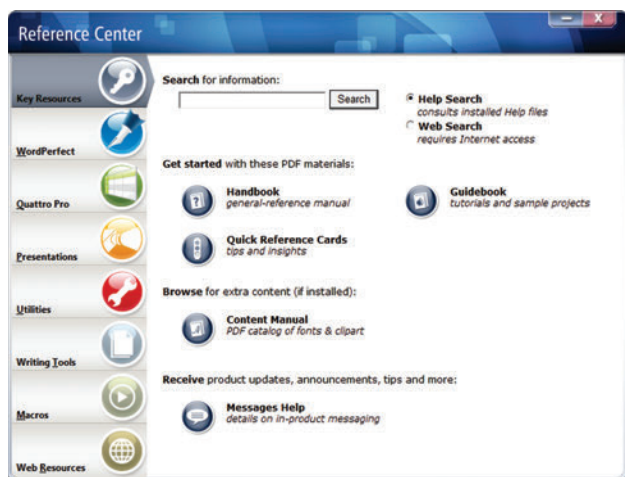 Reference Center
Key Resources
WordPerfect
Quattro Pro
Presentations
Utilities
Writing Tools
Macros
Web Resources
Search for information:
Search
Help Search
consults installed Help files
Web Search
requires Internet access
Get started with these PDF materials:
Handbook
general-reference manual
Guidebook
tutorials and sample projects
Quick Reference Cards
tips and insights
Browse for extra content (if installed):
Content Manual
PDF catalog of fonts & clipart
Receive product updates, announcements, tips and more:
Messages Help
details on in-product messaging